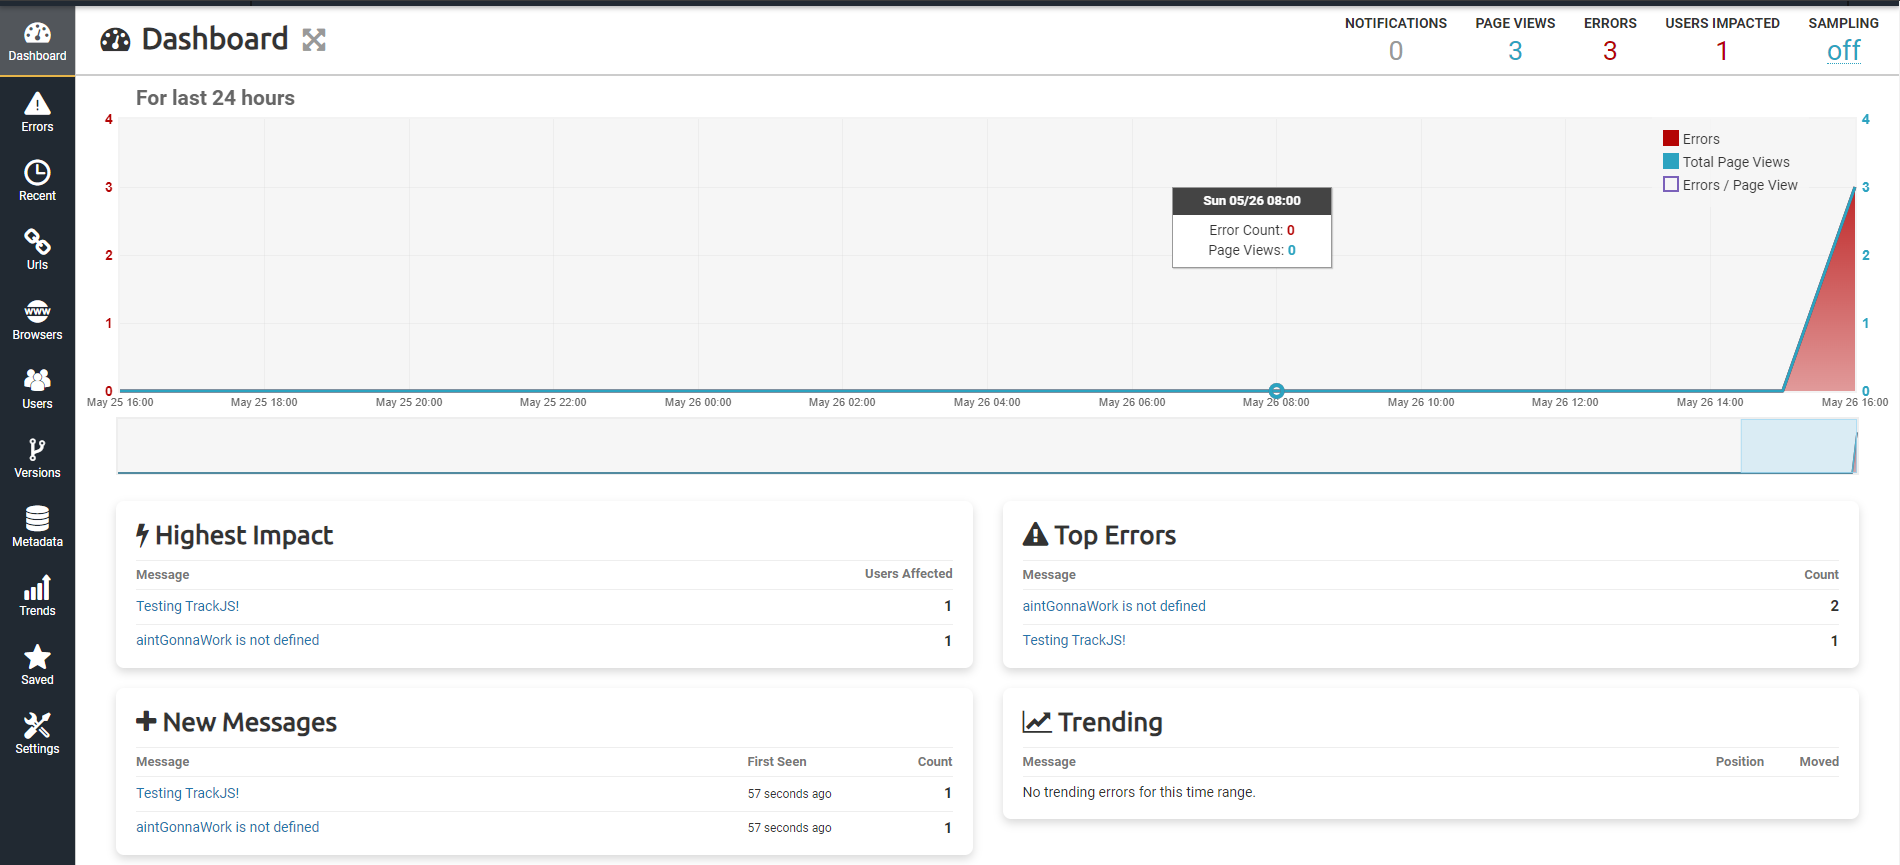 Dashboard
Errors
Recent
Urls
www
Browsers
Users
Versions
Metadata
Trends
Saved
Settings
Dashboard
NOTIFICATIONS PAGE VIEWS ERRORS USERS IMPACTED SAMPLING
0 3 3 1 off
For last 24 hours
4 4
3 3
2 2
1 1
0 0
Errors
Total Page Views
Errors / Page View
Sun 05/26 08:00
Error Count: 0
Page Views: 0
May 25 16:00 May 25 18:00 May 25 20:00 May 25 22:00 May 26 00:00 May 26 02:00 May 26 04:00 May 26 06:00 May 26 08:00 May 26 10:00 May 26 12:00 May 26 14:00 May 26 16:00
Highest Impact
Message Users Affected
Testing TrackJS! 1
aintGonnaWork is not defined 1
Top Errors
Message Count
aintGonnaWork is not defined 2
Testing TrackJS! 1
New Messages
Message First Seen Count
Testing TrackJS! 57 seconds ago 1
aintGonnaWork is not defined 57 seconds ago 1
Trending
Message Position Moved
No trending errors for this time range.